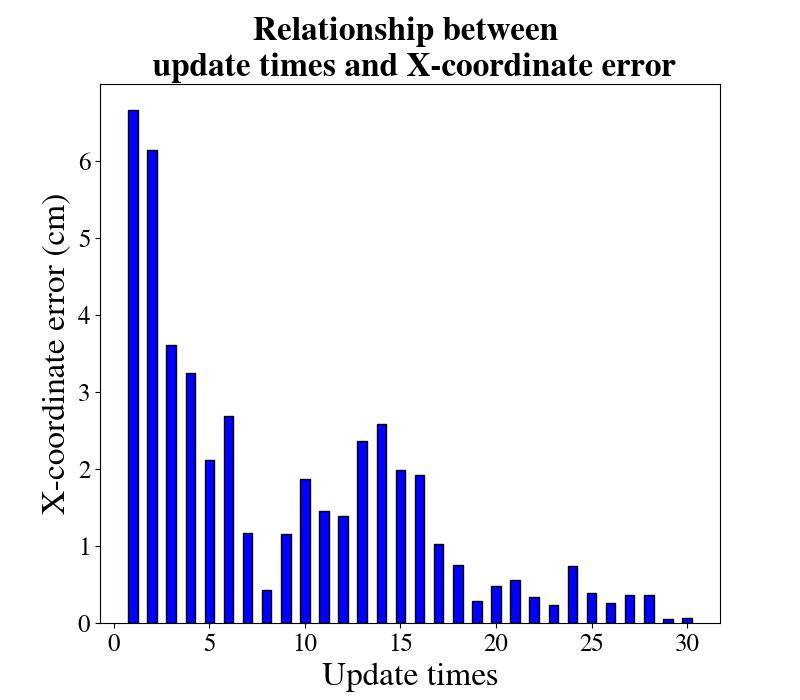 Relationship between
update times and X-coordinate error
X-coordinate error (cm)
6
5
4
3
2
1
0
0 5 10 15 20 25 30
Update times